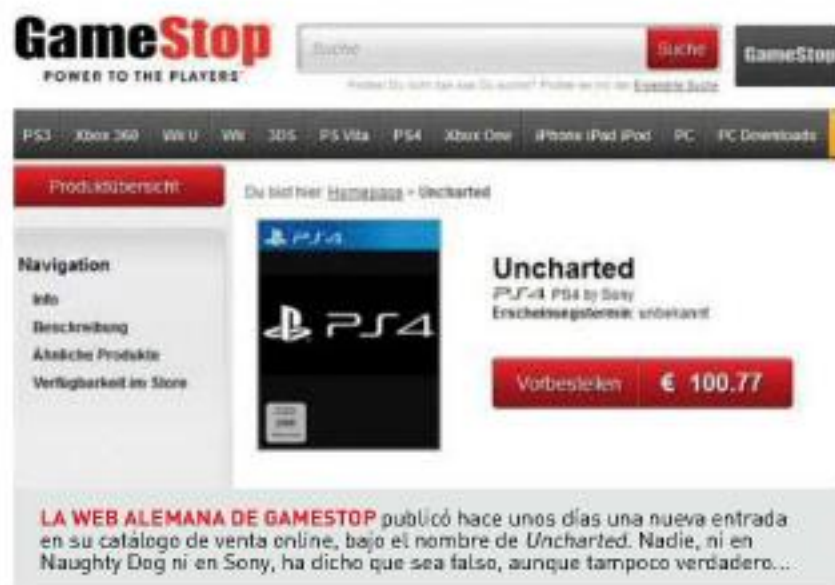 GameStop
POWER TO THE PLAYERS
Suche
Suche
GameStop
Erweiterte Suche
PS3 Xbox 360 Wii U Wii 3DS PS Vita PS4 Xbox One iPhone iPad iPod PC PC Downloads
Produktübersicht
Du bist hier: Homepage > Uncharted
Navigation
Info
Beschreibung
Ähnliche Produkte
Verfügbarkeit im Store
PS4
PS4
Uncharted
PS4 PS4 by Sony
Erscheinungstermin: unbekannt
Vorbestellen € 100.77
LA WEB ALEMANA DE GAMESTOP publicó hace unos días una nueva entrada
en su catálogo de venta online, bajo el nombre de Uncharted. Nadie, ni en
Naughty Dog ni en Sony, ha dicho que sea falso, aunque tampoco verdadero...